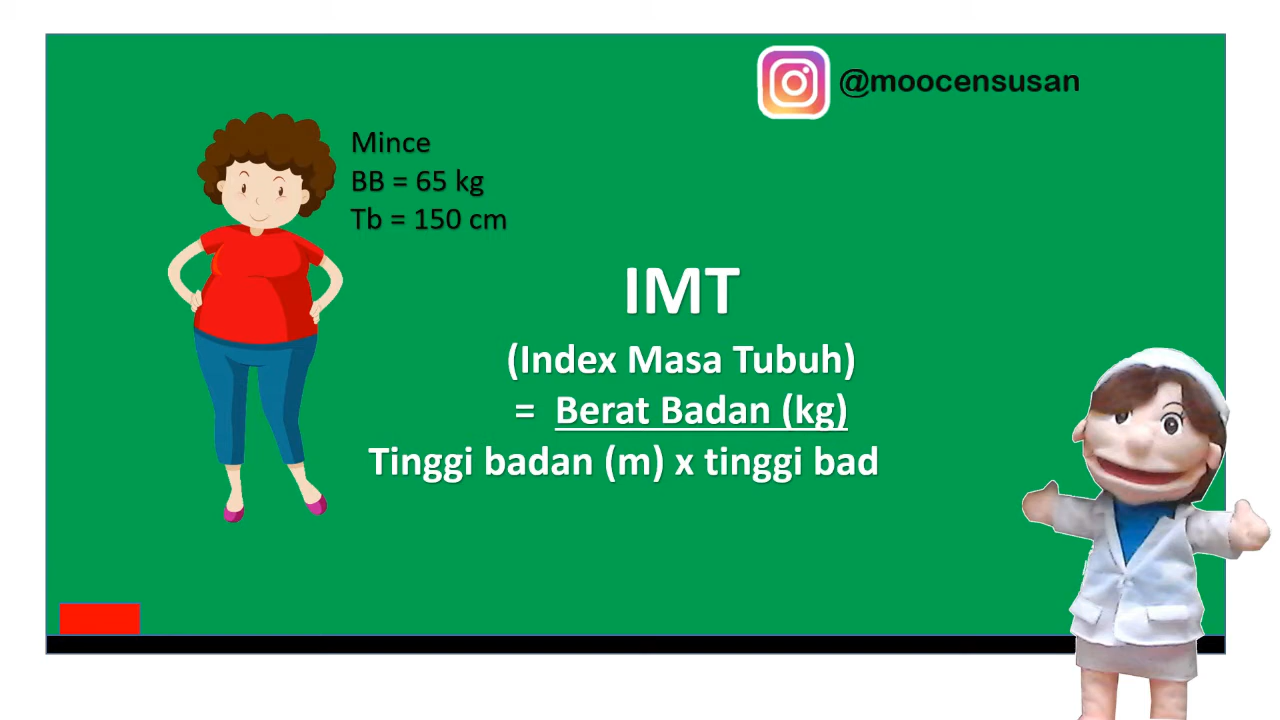 @moocensusan
Mince
BB = 65 kg
Tb = 150 cm
IMT
(Index Masa Tubuh)
= Berat Badan (kg)
Tinggi badan (m) x tinggi bad